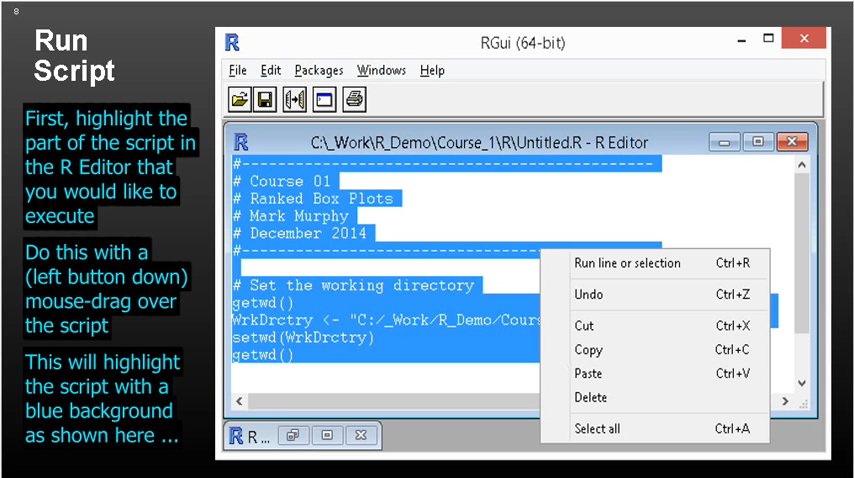 8
Run
Script
First, highlight the
part of the script in
the R Editor that
you would like to
execute
Do this with a
(left button down)
mouse-drag over
the script
This will highlight
the script with a
blue background
as shown here ...
R RGui (64-bit)
File Edit Packages Windows Help
R C:\_Work\R_Demo\Course_1\R\Untitled.R - R Editor
#-----------------------------------------------
# Course 01
# Ranked Box Plots
# Mark Murphy
# December 2014
#-----------------------------------------------
# Set the working directory
getwd()
WrkDrctry <- "C:/_Work/R_Demo/Cours
setwd(WrkDrctry)
getwd()
Run line or selection Ctrl+R
Undo Ctrl+Z
Cut Ctrl+X
Copy Ctrl+C
Paste Ctrl+V
Delete
Select all Ctrl+A
R R ...